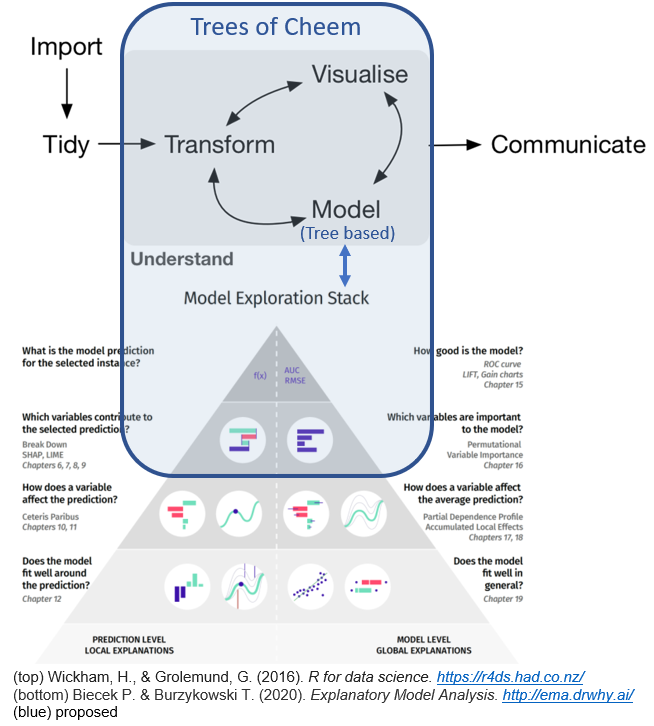 Trees of Cheem
Import
Visualise
Tidy
Transform
Communicate
Model
(Tree based)
Understand
Model Exploration Stack
What is the model prediction
for the selected instance?
f(x)
AUC
RMSE
How good is the model?
ROC curve
LIFT, Gain charts
Chapter 15
Which variables contribute to
the selected prediction?
Break Down
SHAP, LIME
Chapters 6, 7, 8, 9
Which variables are important
to the model?
Permutational
Variable Importance
Chapter 16
How does a variable
affect the prediction?
Ceteris Paribus
Chapters 10, 11
How does a variable affect
the average prediction?
Partial Dependence Profile
Accumulated Local Effects
Chapters 17, 18
Does the model
fit well around
the prediction?
Chapter 12
Does the model
fit well in
general?
Chapter 19
PREDICTION LEVEL
LOCAL EXPLANATIONS
MODEL LEVEL
GLOBAL EXPLANATIONS
(top) Wickham, H., & Grolemund, G. (2016). R for data science. https://r4ds.had.co.nz/
(bottom) Biecek P. & Burzykowski T. (2020). Explanatory Model Analysis. http://ema.drwhy.ai/
(blue) proposed